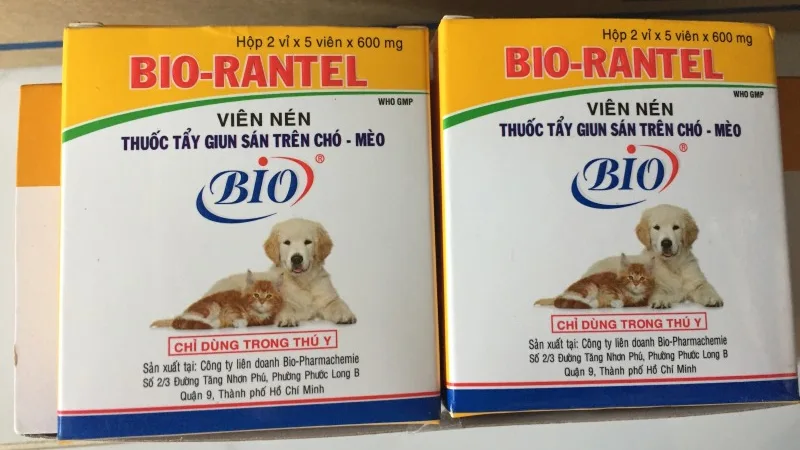 Hộp 2 vỉ x 5 viên x 600 mg
BIO-RANTEL
WHO GMP
VIÊN NÉN
THUỐC TẨY GIUN SÁN TRÊN CHÓ - MÈO
BIO®
CHỈ DÙNG TRONG THÚ Y
Sản xuất tại: Công ty liên doanh Bio-Pharmachemie
Số 2/3 Đường Tăng Nhơn Phú, Phường Phước Long B
Quận 9, Thành phố Hồ Chí Minh
Hộp 2 vỉ x 5 viên x 600 mg
BIO-RANTEL
WHO GMP
VIÊN NÉN
THUỐC TẨY GIUN SÁN TRÊN CHÓ - MÈO
BIO®
CHỈ DÙNG TRONG THÚ Y
Sản xuất tại: Công ty liên doanh Bio-Pharmachemie
Số 2/3 Đường Tăng Nhơn Phú, Phường Phước Long B
Quận 9, Thành phố Hồ Chí Minh